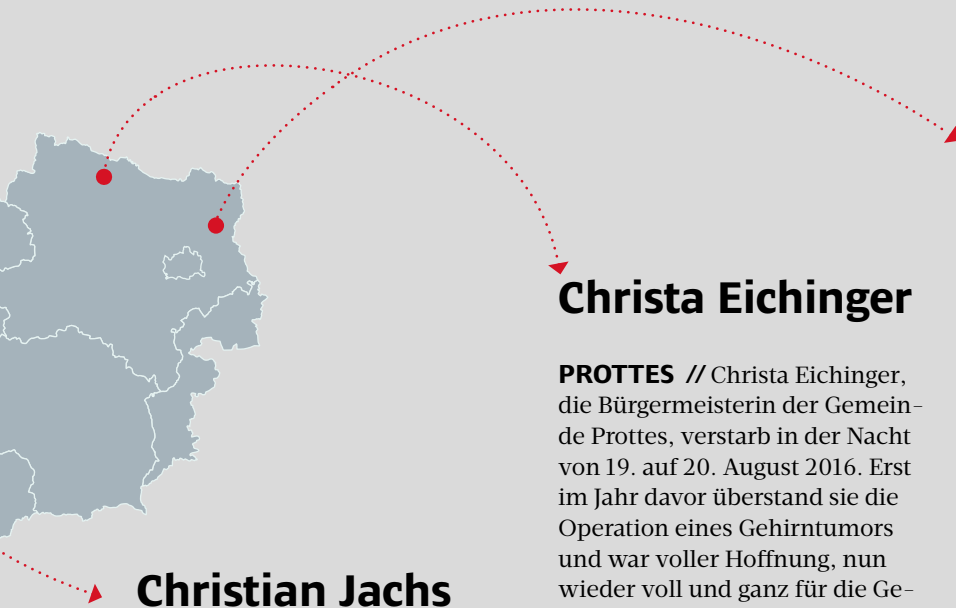 Christa Eichinger
PROTTES // Christa Eichinger,
die Bürgermeisterin der Gemein-
de Prottes, verstarb in der Nacht
von 19. auf 20. August 2016. Erst
im Jahr davor überstand sie die
Operation eines Gehirntumors
und war voller Hoffnung, nun
wieder voll und ganz für die Ge-
Christian Jachs